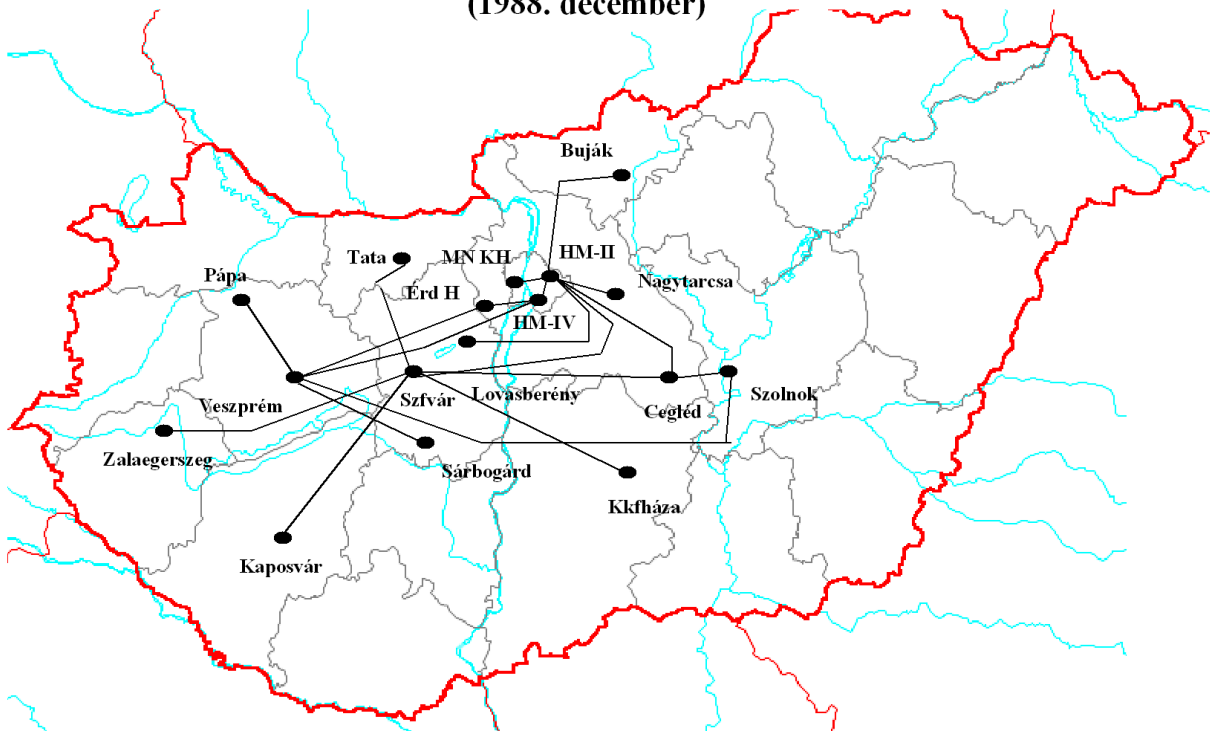 (1988. december)
Buják
Tata
MN KH
HM-II
Pápa
Érd H
Nagytarcsa
HM-IV
Veszprém
Szfvár
Lovasberény
Cegléd
Szolnok
Zalaegerszeg
Sárbogárd
Kkfháza
Kaposvár